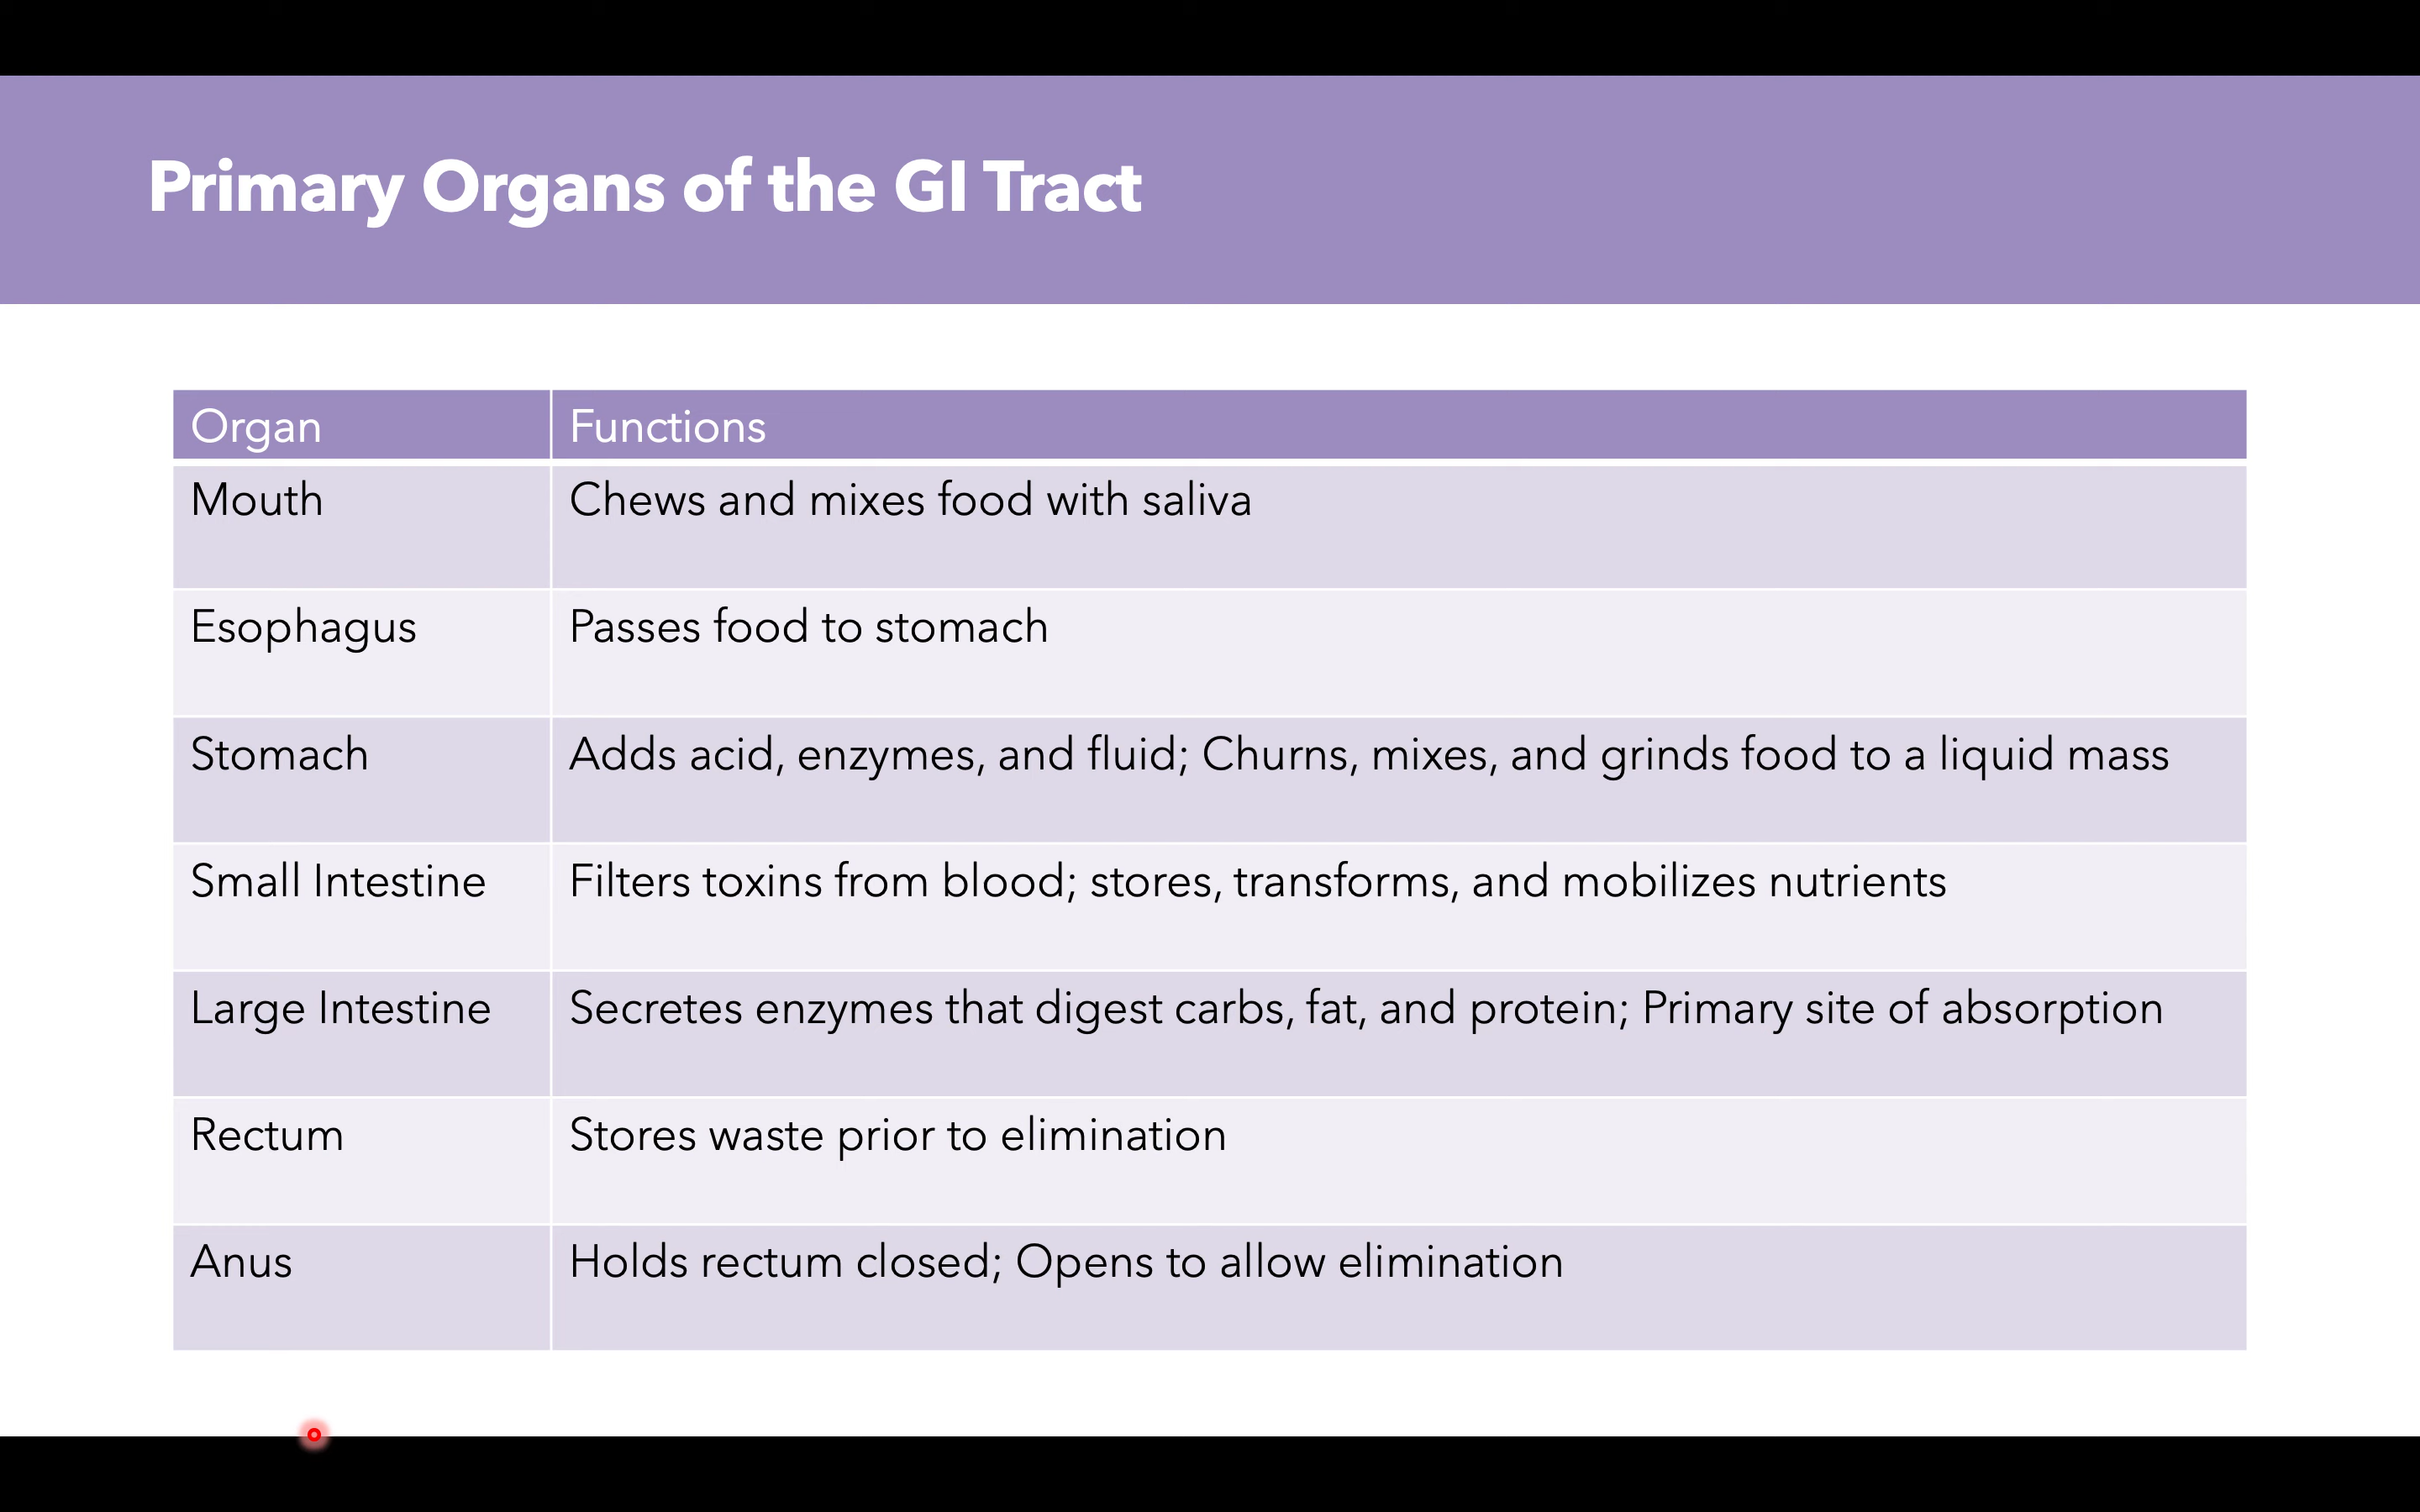 Primary Organs of the GI Tract
Organ Functions
Mouth Chews and mixes food with saliva
Esophagus Passes food to stomach
Stomach Adds acid, enzymes, and fluid; Churns, mixes, and grinds food to a liquid mass
Small Intestine Filters toxins from blood; stores, transforms, and mobilizes nutrients
Large Intestine Secretes enzymes that digest carbs, fat, and protein; Primary site of absorption
Rectum Stores waste prior to elimination
Anus Holds rectum closed; Opens to allow elimination